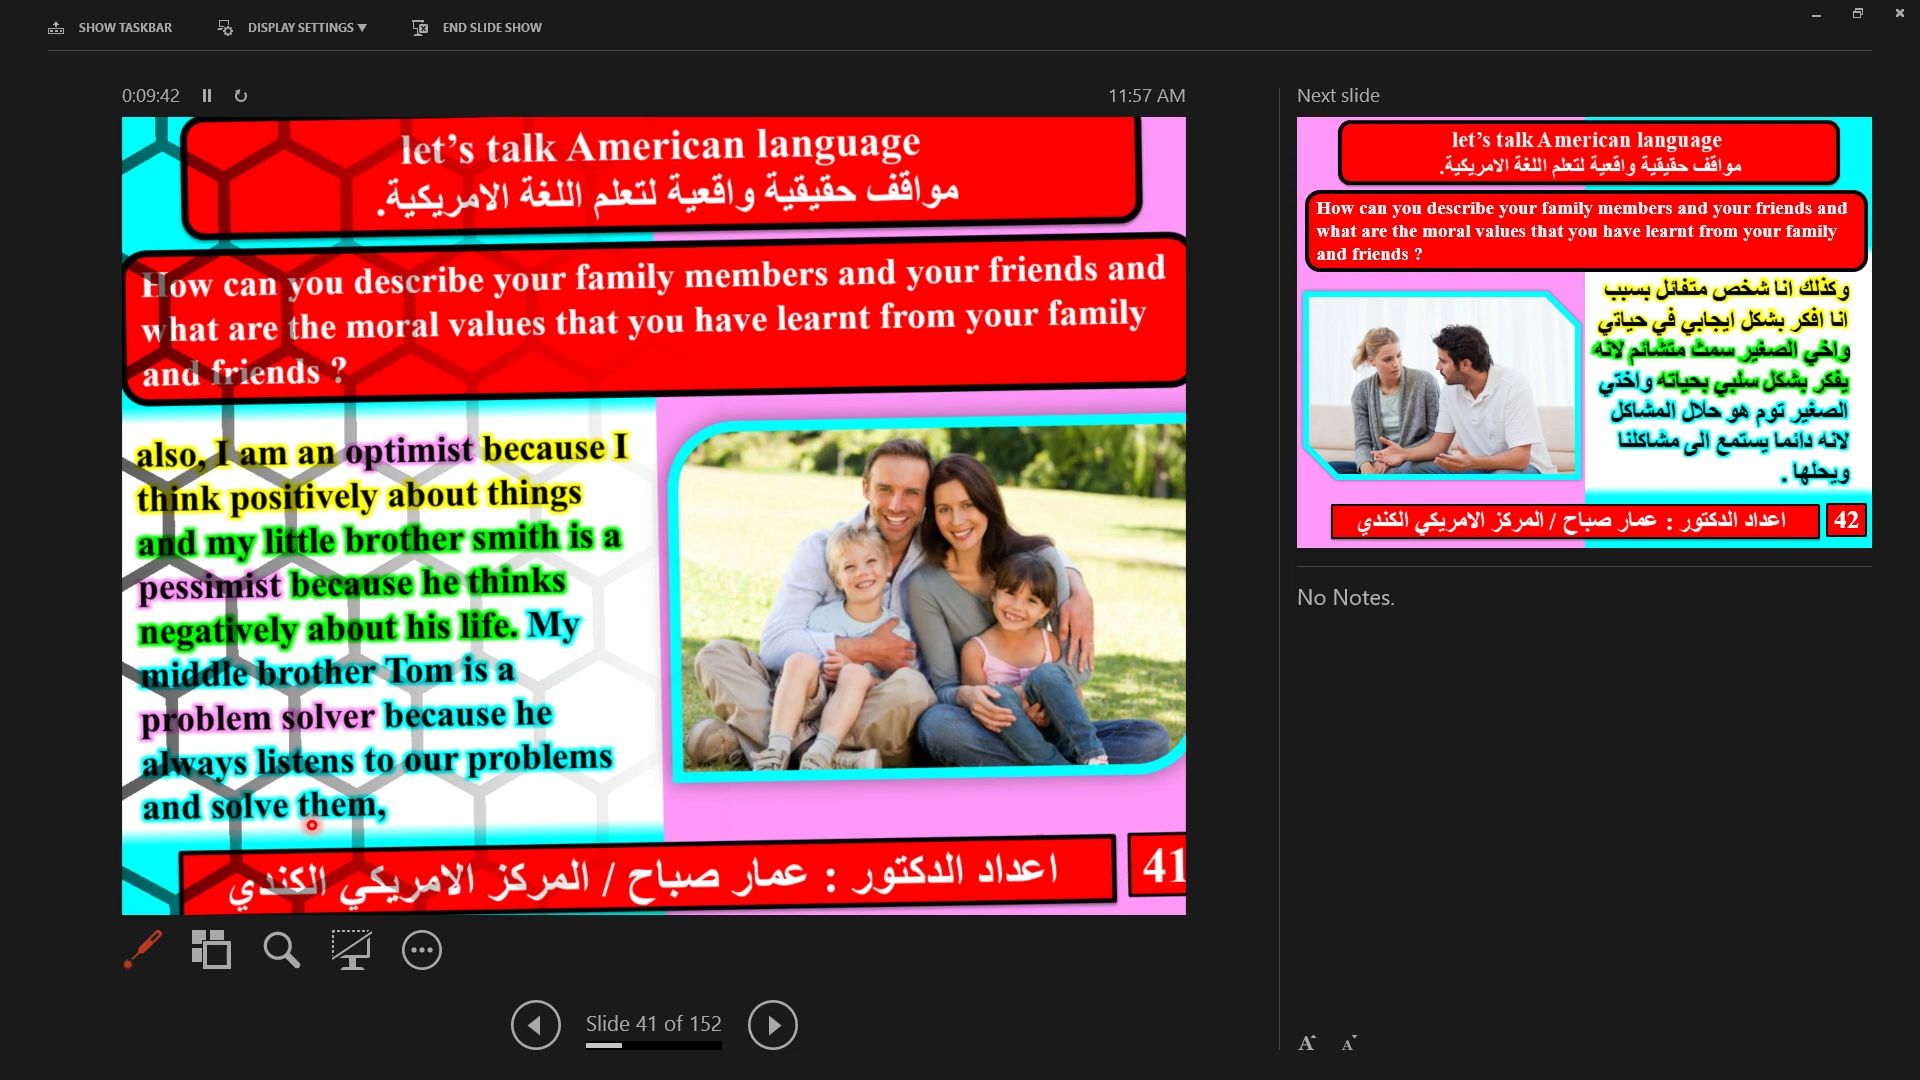 SHOW TASKBAR
DISPLAY SETTINGS
END SLIDE SHOW
0:09:42
11:57 AM
let's talk American language
مواقف حقيقية واقعية لتعلم اللغة الامريكية.
How can you describe your family members and your friends and
what are the moral values that you have learnt from your family
and friends ?
also, I am an optimist because I
think positively about things
and my little brother smith is a
pessimist because he thinks
negatively about his life. My
middle brother Tom is a
problem solver because he
always listens to our problems
and solve them,
اعداد الدكتور : عمار صباح / المركز الامريكي الكندي
41
Slide 41 of 152
Next slide
let's talk American language
مواقف حقيقية واقعية لتعلم اللغة الامريكية.
How can you describe your family members and your friends and
what are the moral values that you have learnt from your family
and friends ?
وكذلك انا شخص متفائل بسبب
انا افكر بشكل ايجابي في حياتي
واخي الصغير سمث متشائم لانه
يفكر بشكل سلبي بحياته واختي
الصغير توم هو حلال المشاكل
لانه دائما يستمع الى مشاكلنا
ويحلها .
اعداد الدكتور : عمار صباح / المركز الامريكي الكندي
42
No Notes.
A A